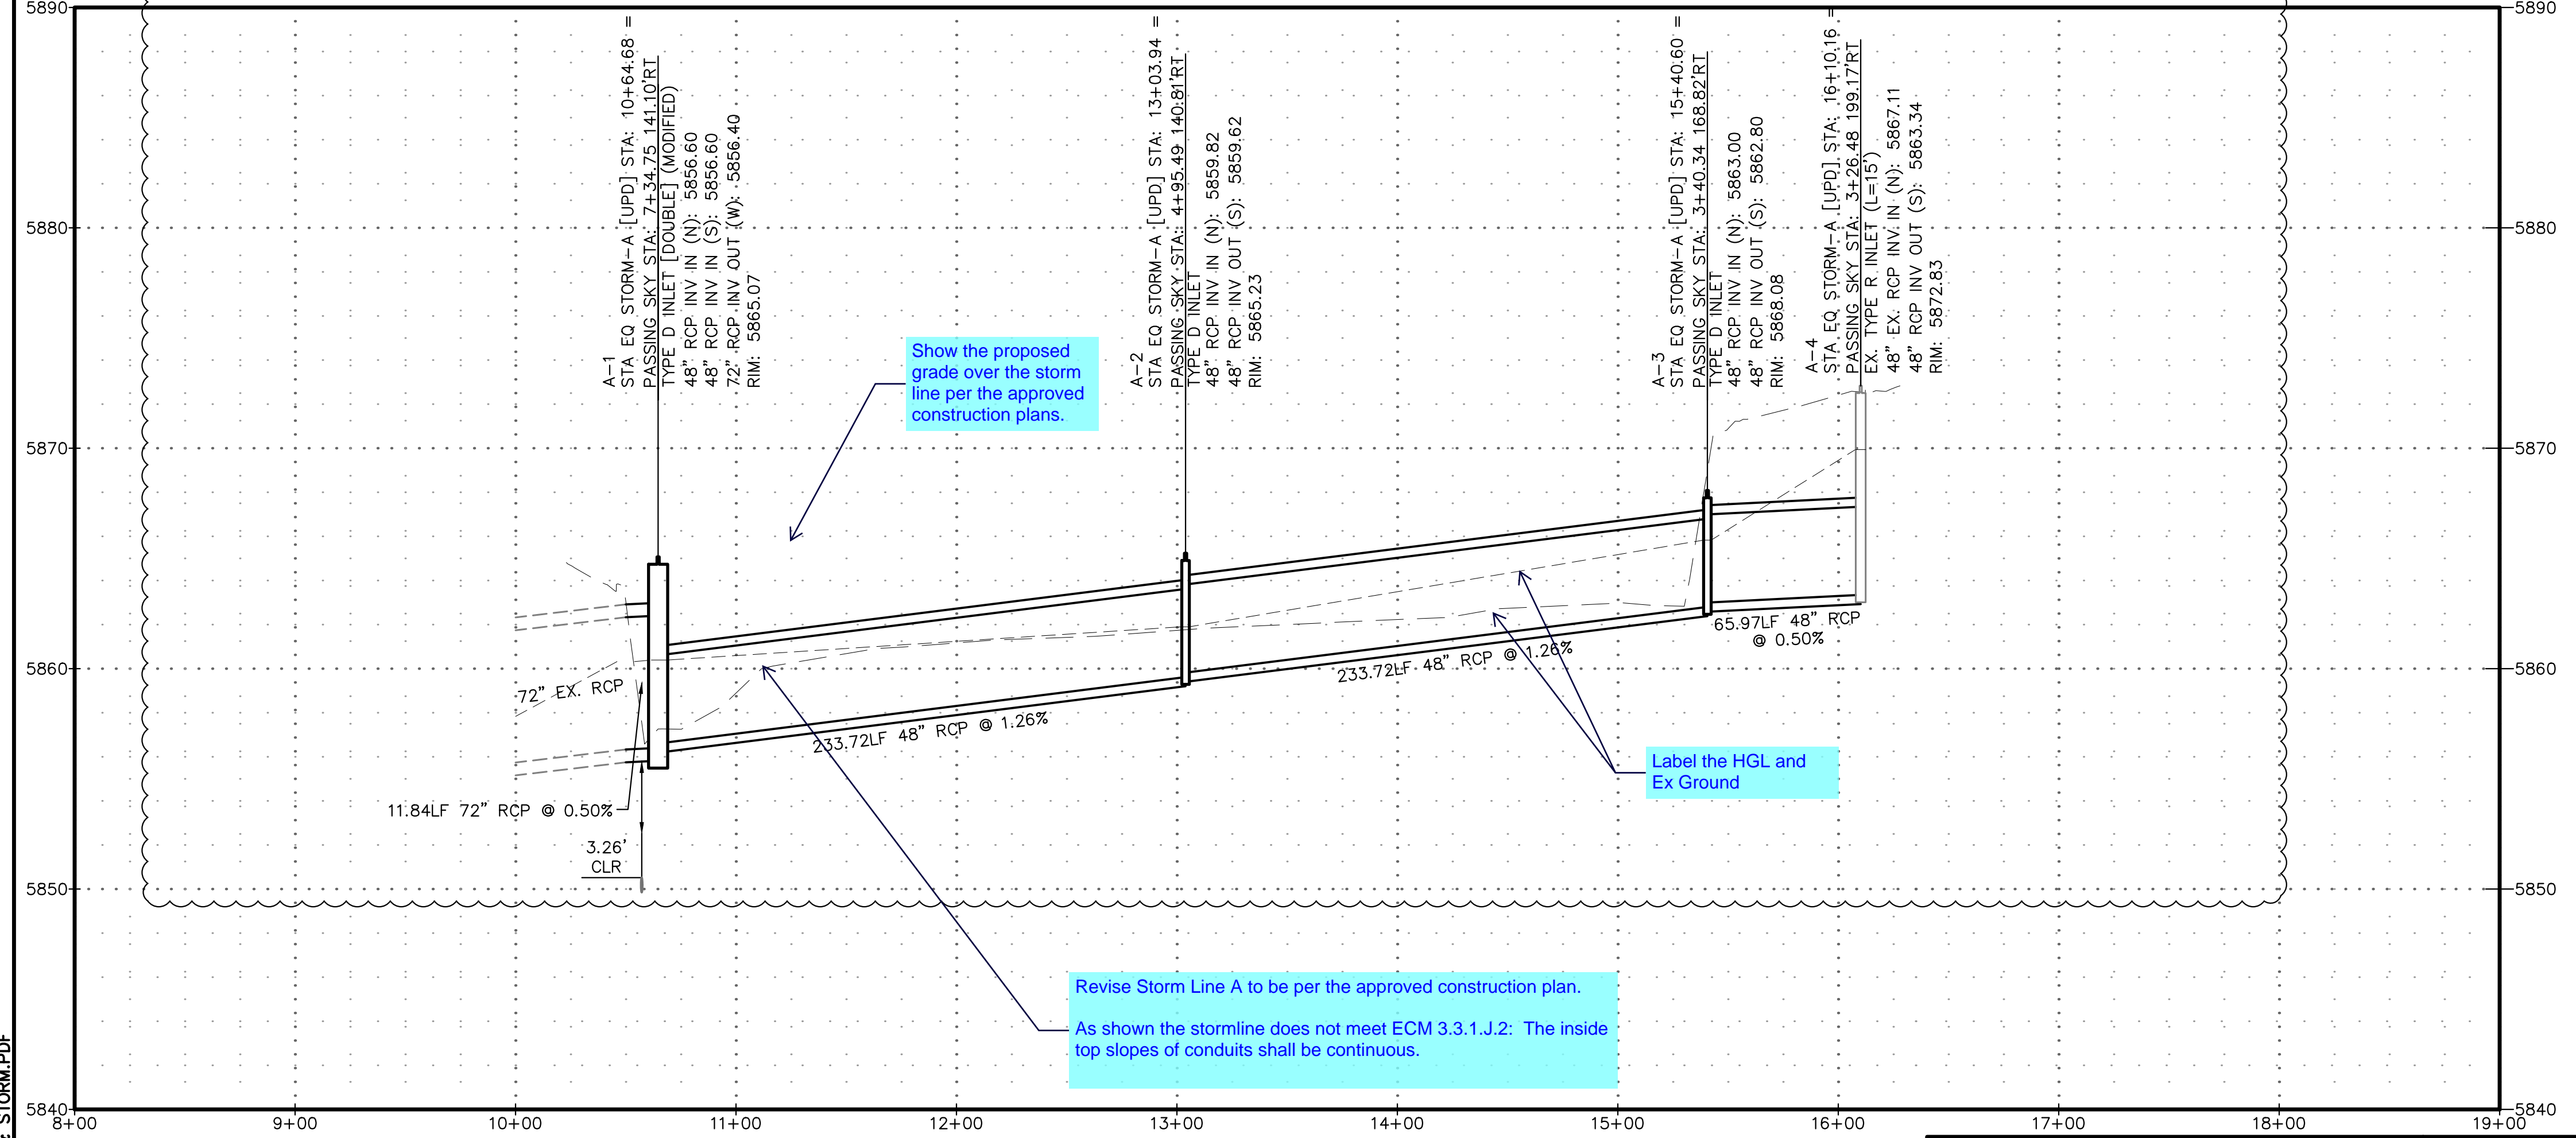 5890
5880
5870
5860
5850
5840
5890
5880
5870
5860
5850
5840
8+00
9+00
10+00
11+00
12+00
13+00
14+00
15+00
16+00
17+00
18+00
19+00
A-1
STA EQ STORM-A [UPD] STA: 10+64.68 =
PASSING SKY STA: 7+34.75 141.10'RT
TYPE D INLET [DOUBLE] (MODIFIED)
48" RCP INV IN (N): 5856.60
48" RCP INV IN (S): 5856.60
72" RCP INV OUT (W): 5856.40
RIM: 5865.07
A-2
STA EQ STORM-A [UPD] STA: 13+03.94 =
PASSING SKY STA: 4+95.49 140.81'RT
TYPE D INLET
48" RCP INV IN (N): 5859.82
48" RCP INV OUT (S): 5859.62
RIM: 5865.23
A-3
STA EQ STORM-A [UPD] STA: 15+40.60 =
PASSING SKY STA: 3+40.34 168.82'RT
TYPE D INLET
48" RCP INV IN (N): 5863.00
48" RCP INV OUT (S): 5862.80
RIM: 5868.08
A-4
STA EQ STORM-A [UPD] STA: 16+10.16 =
PASSING SKY STA: 3+26.48 199.17'RT
EX. TYPE R INLET (L=15')
48" EX. RCP INV IN (N): 5867.11
48" RCP INV OUT (S): 5863.34
RIM: 5872.83
Show the proposed
grade over the storm
line per the approved
construction plans.
72" EX. RCP
233.72LF 48" RCP @ 1.26%
233.72LF 48" RCP @ 1.26%
65.97LF 48" RCP
@ 0.50%
11.84LF 72" RCP @ 0.50%
3.26'
CLR
Label the HGL and
Ex Ground
Revise Storm Line A to be per the approved construction plan.
As shown the stormline does not meet ECM 3.3.1.J.2: The inside
top slopes of conduits shall be continuous.
STORM.PDF